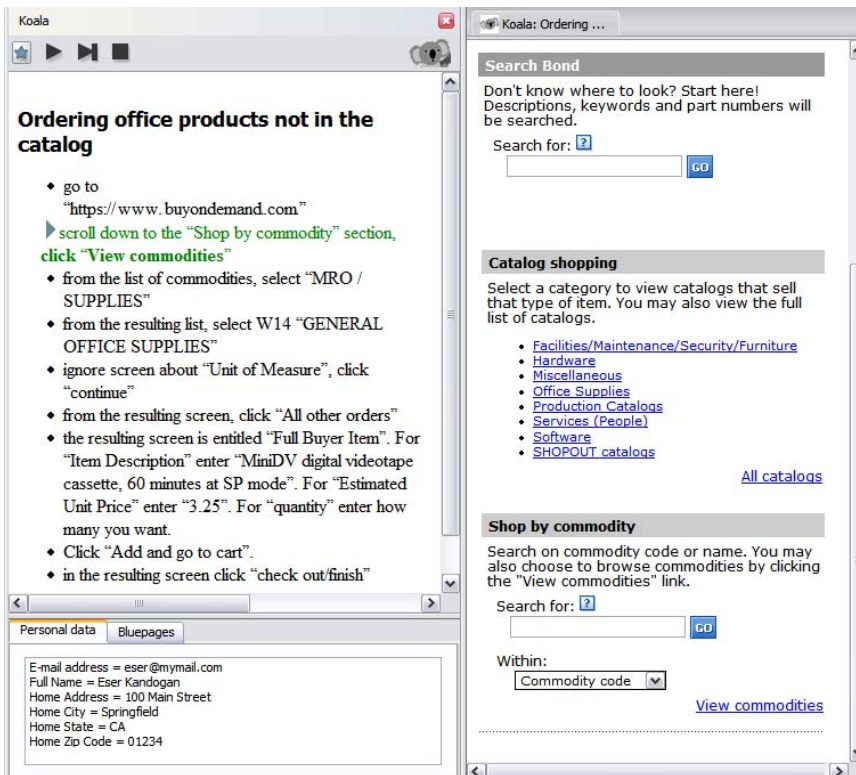 Koala
Ordering office products not in the
catalog
• go to
“https://www.buyondemand.com”
scroll down to the “Shop by commodity” section,
click “View commodities”
• from the list of commodities, select “MRO /
SUPPLIES”
• from the resulting list, select W14 “GENERAL
OFFICE SUPPLIES”
• ignore screen about “Unit of Measure”, click
“continue”
• from the resulting screen, click “All other orders”
• the resulting screen is entitled “Full Buyer Item”. For
“Item Description” enter “MiniDV digital videotape
cassette, 60 minutes at SP mode”. For “Estimated
Unit Price” enter “3.25”. For “quantity” enter how
many you want.
• Click “Add and go to cart”.
• in the resulting screen click “check out/finish”
Personal data Bluepages
E-mail address = eser@mymail.com
Full Name = Eser Kandogan
Home Address = 100 Main Street
Home City = Springfield
Home State = CA
Home Zip Code = 01234
Koala: Ordering ...
Search Bond
Don't know where to look? Start here!
Descriptions, keywords and part numbers will
be searched.
Search for: ?
GO
Catalog shopping
Select a category to view catalogs that sell
that type of item. You may also view the full
list of catalogs.
• Facilities/Maintenance/Security/Furniture
• Hardware
• Miscellaneous
• Office Supplies
• Production Catalogs
• Services (People)
• Software
• SHOPOUT catalogs
All catalogs
Shop by commodity
Search on commodity code or name. You may
also choose to browse commodities by clicking
the "View commodities" link.
Search for: ?
GO
Within:
Commodity code
View commodities